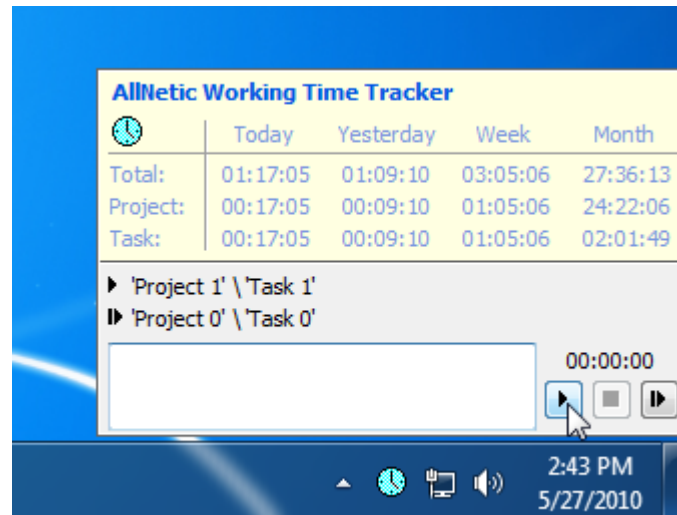 AllNetic Working Time Tracker
Today Yesterday Week Month
Total: 01:17:05 01:09:10 03:05:06 27:36:13
Project: 00:17:05 00:09:10 01:05:06 24:22:06
Task: 00:17:05 00:09:10 01:05:06 02:01:49
'Project 1' \ 'Task 1'
'Project 0' \ 'Task 0'
00:00:00
2:43 PM
5/27/2010